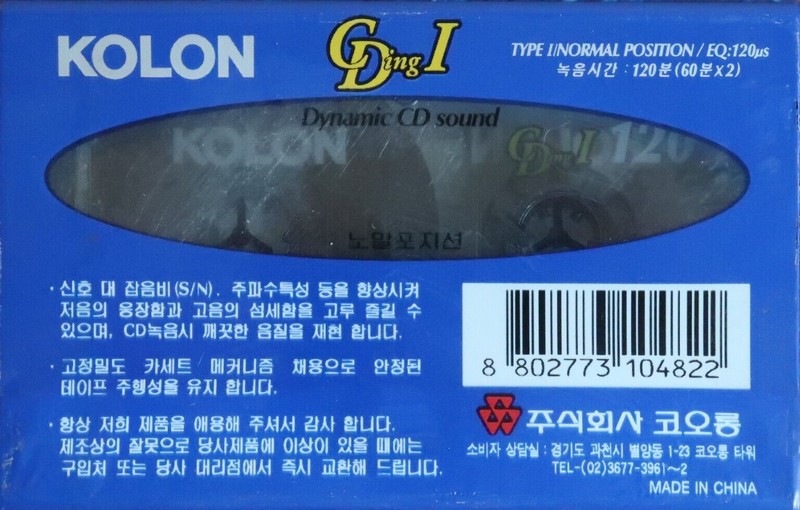 KOLON
CDing I
TYPE I/NORMAL POSITION / EQ:120μs
녹음시간 : 120분(60분X2)
Dynamic CD sound
KOLON
CDing I 120
노말포지션
· 신호 대 잡음비(S/N). 주파수특성 등을 향상시켜
저음의 웅장함과 고음의 섬세함을 고루 즐길 수
있으며, CD녹음시 깨끗한 음질을 재현 합니다.
· 고정밀도 카세트 메커니즘 채용으로 안정된
테이프 주행성을 유지 합니다.
· 항상 저희 제품을 애용해 주셔서 감사 합니다.
제조상의 잘못으로 당사제품에 이상이 있을 때에는
구입처 또는 당사 대리점에서 즉시 교환해 드립니다.
8 802773 104822
주식회사 코오롱
소비자 상담실 : 경기도 과천시 별양동 1-23 코오롱 타워
TEL-(02)3677-3961~2
MADE IN CHINA